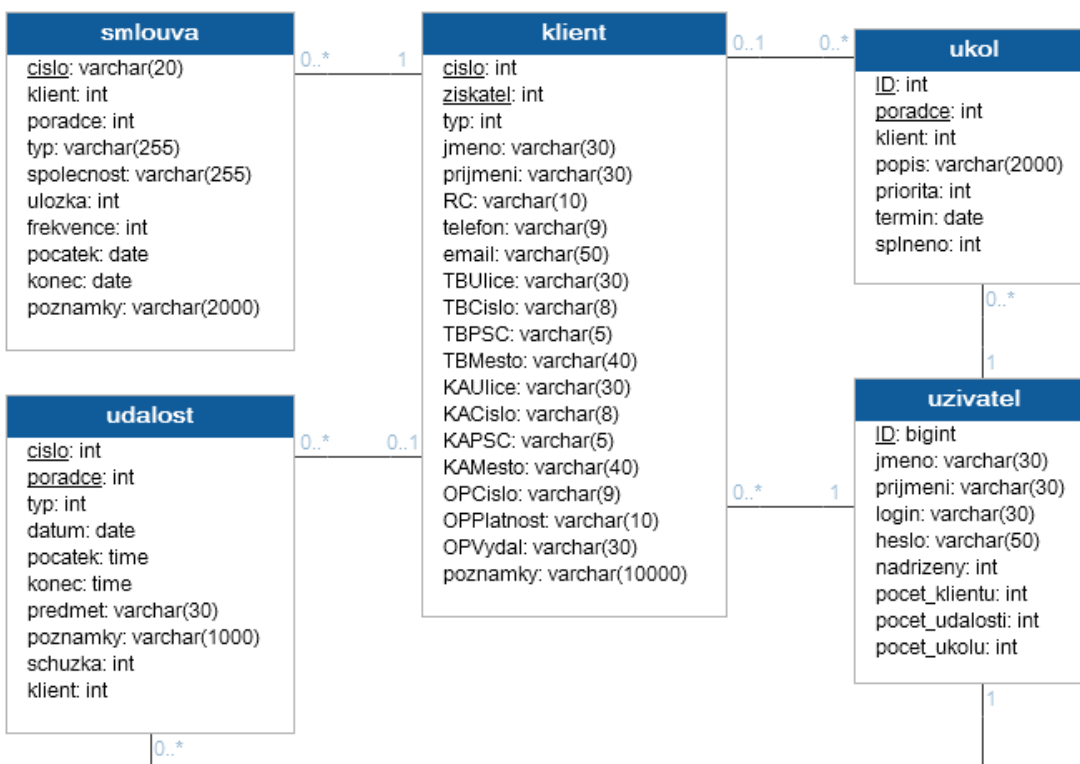 smlouva
cislo: varchar(20)
klient: int
poradce: int
typ: varchar(255)
spolecnost: varchar(255)
ulozka: int
frekvence: int
pocatek: date
konec: date
poznamky: varchar(2000)
0..*
1
klient
cislo: int
ziskatel: int
typ: int
jmeno: varchar(30)
prijmeni: varchar(30)
RC: varchar(10)
telefon: varchar(9)
email: varchar(50)
TBUlice: varchar(30)
TBCislo: varchar(8)
TBPSC: varchar(5)
TBMesto: varchar(40)
KAUlice: varchar(30)
KACislo: varchar(8)
KAPSC: varchar(5)
KAMesto: varchar(40)
OPCislo: varchar(9)
OPPlatnost: varchar(10)
OPVydal: varchar(30)
poznamky: varchar(10000)
0..1
0..*
ukol
ID: int
poradce: int
klient: int
popis: varchar(2000)
priorita: int
termin: date
splneno: int
0..*
1
udalost
cislo: int
poradce: int
typ: int
datum: date
pocatek: time
konec: time
predmet: varchar(30)
poznamky: varchar(1000)
schuzka: int
klient: int
0..*
0..1
0..*
0..*
1
uzivatel
ID: bigint
jmeno: varchar(30)
prijmeni: varchar(30)
login: varchar(30)
heslo: varchar(50)
nadrizeny: int
pocet_klientu: int
pocet_udalosti: int
pocet_ukolu: int
1